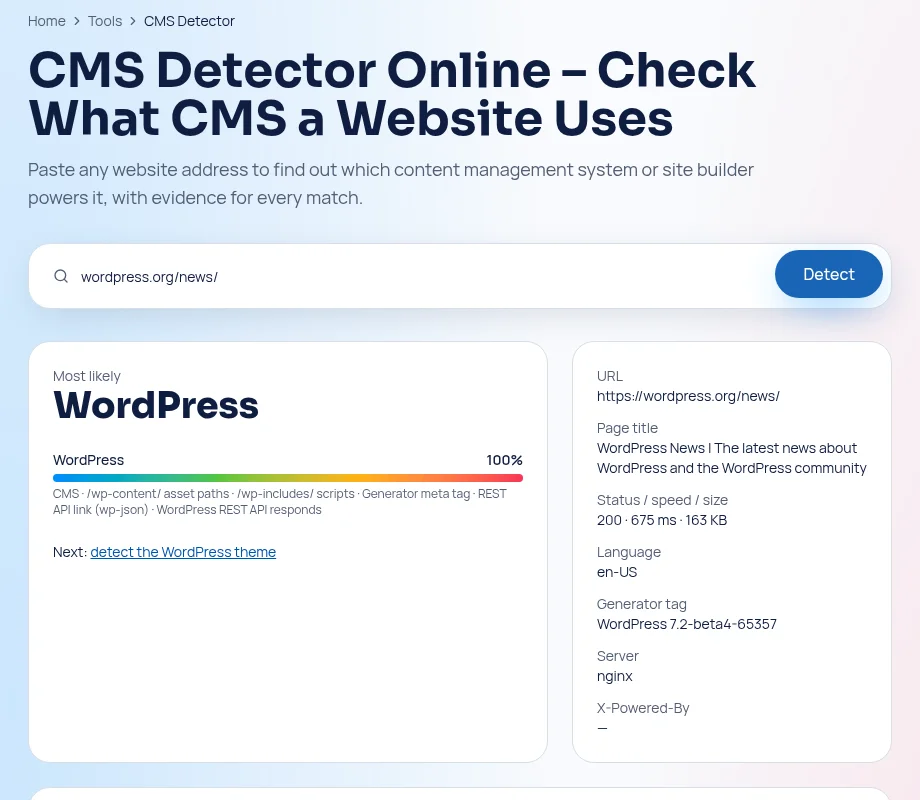 Home > Tools > CMS Detector
CMS Detector Online – Check
What CMS a Website Uses
Paste any website address to find out which content management system or site builder
powers it, with evidence for every match.
wordpress.org/news/
Detect
Most likely
WordPress
WordPress 100%
CMS · /wp-content/ asset paths · /wp-includes/ scripts · Generator meta tag · REST
API link (wp-json) · WordPress REST API responds
Next: detect the WordPress theme
URL
https://wordpress.org/news/
Page title
WordPress News | The latest news about
WordPress and the WordPress community
Status / speed / size
200 · 675 ms · 163 KB
Language
en-US
Generator tag
WordPress 7.2-beta4-65357
Server
nginx
X-Powered-By
—